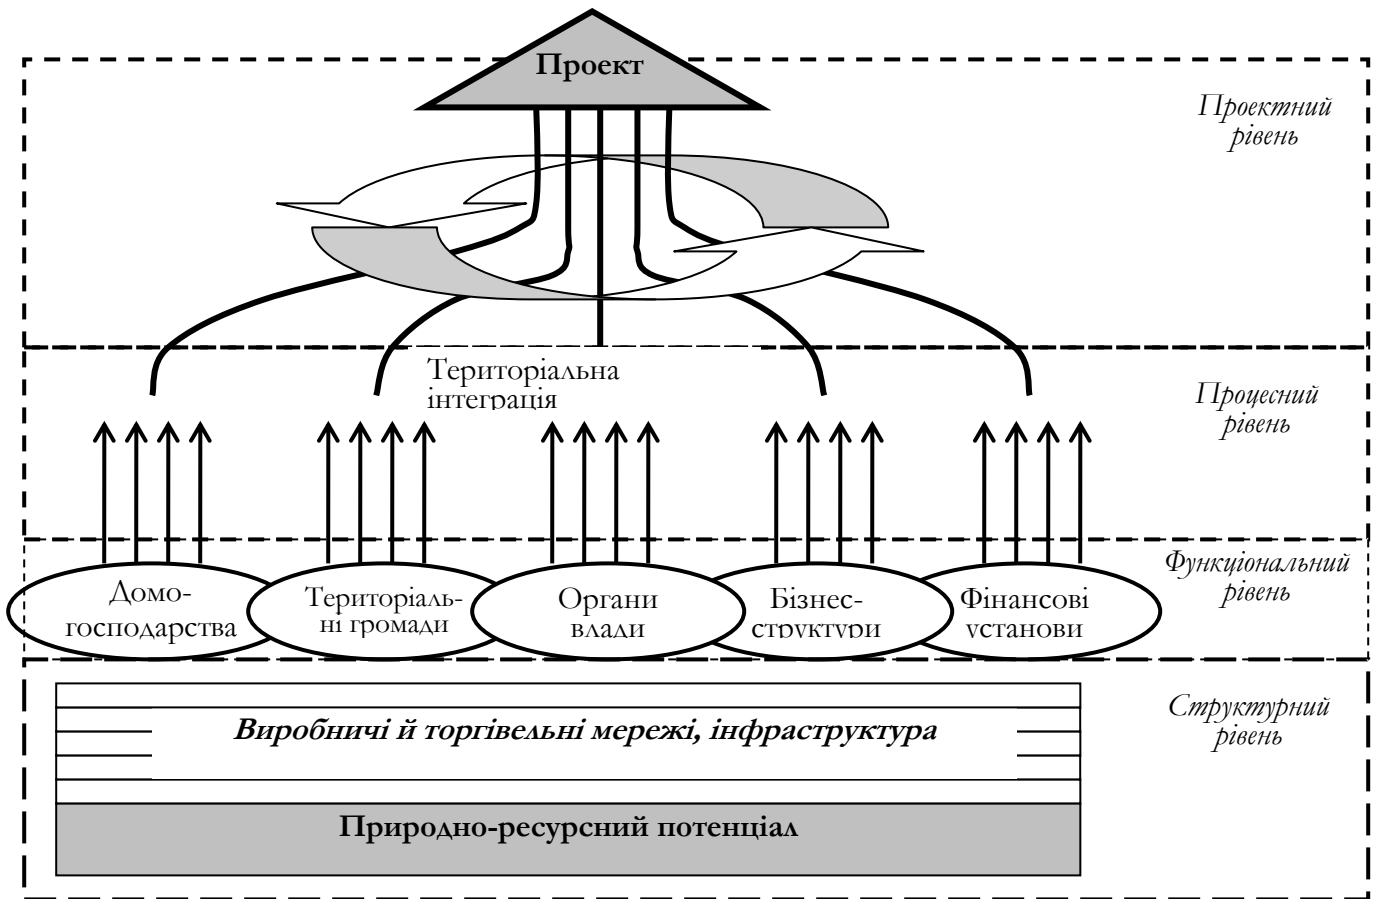 Проект
Проектний
рівень
Територіальна
інтеграція
Процесний
рівень
Функціональний
рівень
Домо-
господарства
Територіаль-
ні громади
Органи
влади
Бізнес-
структури
Фінансові
установи
Структурний
рівень
Виробничі й торгівельні мережі, інфраструктура
Природно-ресурсний потенціал